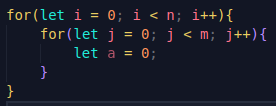 for(let i = 0; i < n; i++){
    for(let j = 0; j < m; j++){
        let a = 0;
    }
}